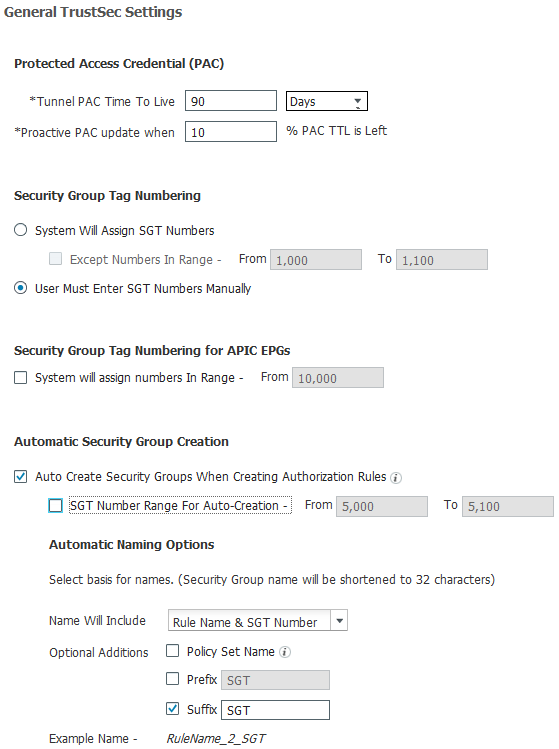 General TrustSec Settings
Protected Access Credential (PAC)
*Tunnel PAC Time To Live 90 Days
*Proactive PAC update when 10 % PAC TTL is Left
Security Group Tag Numbering
System Will Assign SGT Numbers
Except Numbers In Range - From 1,000 To 1,100
User Must Enter SGT Numbers Manually
Security Group Tag Numbering for APIC EPGs
System will assign numbers In Range - From 10,000
Automatic Security Group Creation
Auto Create Security Groups When Creating Authorization Rules i
SGT Number Range For Auto-Creation - From 5,000 To 5,100
Automatic Naming Options
Select basis for names. (Security Group name will be shortened to 32 characters)
Name Will Include Rule Name & SGT Number
Optional Additions Policy Set Name i
Prefix SGT
Suffix SGT
Example Name - RuleName_2_SGT